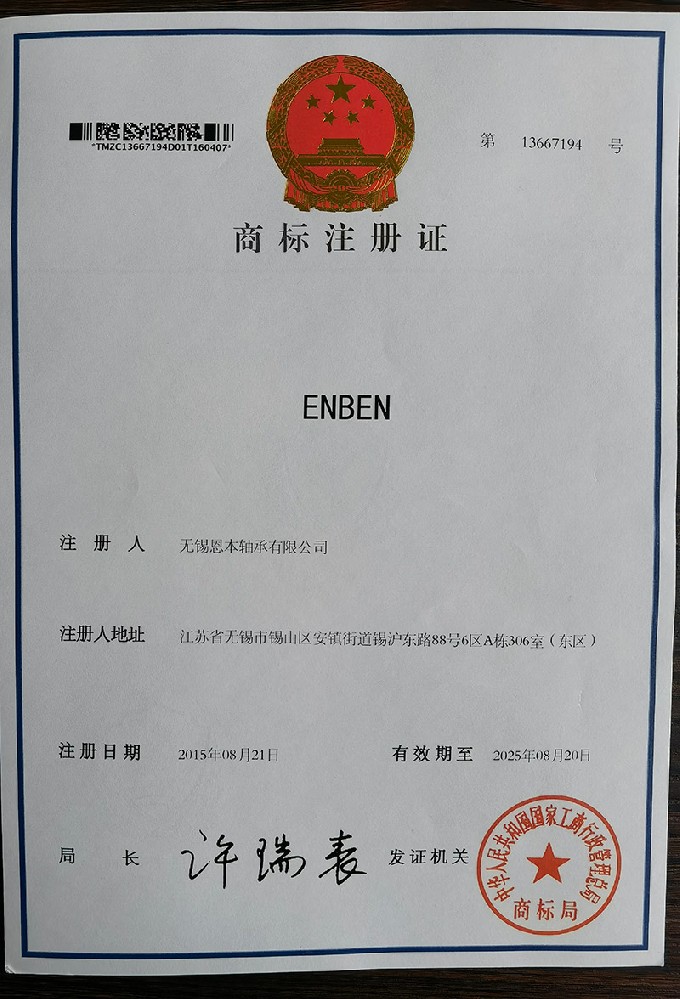 *TMZC13667194D01T160407*
第 13667194 号
商标注册证
ENBEN
注册人 无锡恩本轴承有限公司
注册人地址 江苏省无锡市锡山区安镇街道锡沪东路88号6区A栋306室（东区）
注册日期 2015年08月21日 有效期至 2025年08月20日
局长 许瑞表 发证机关
中华人民共和国国家工商行政管理总局
商标局